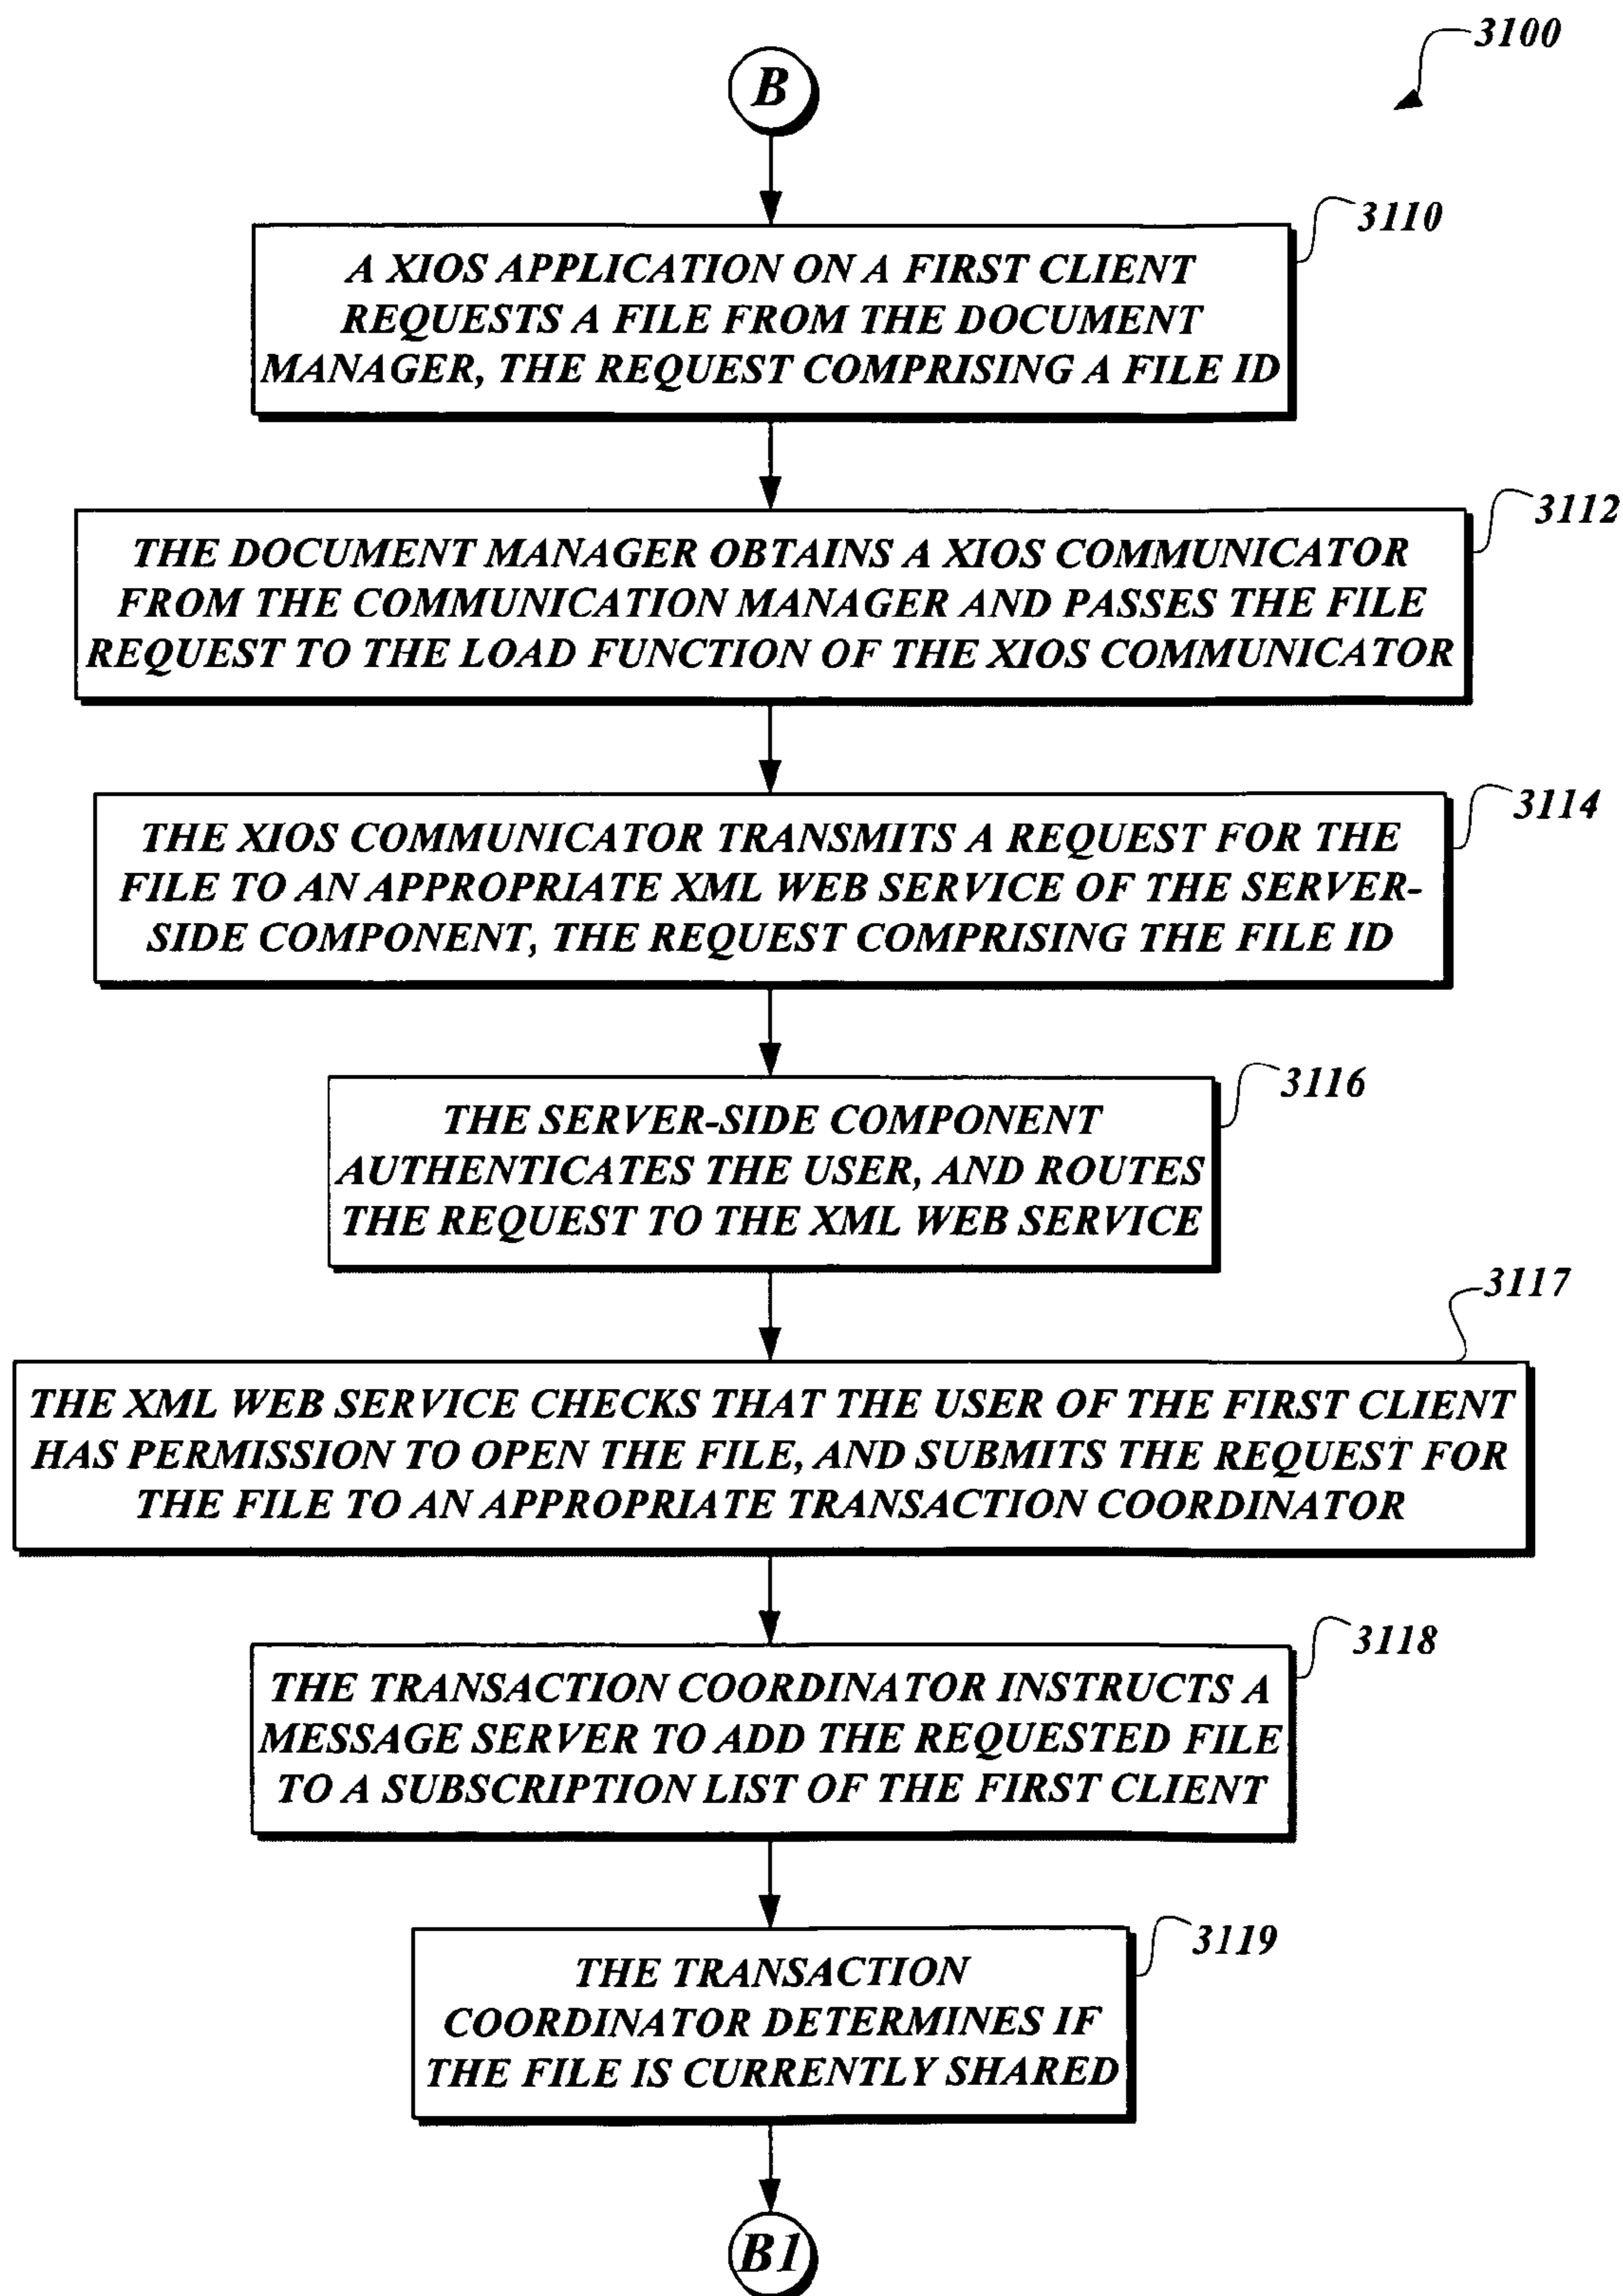 3100
B
3110
A XIOS APPLICATION ON A FIRST CLIENT
REQUESTS A FILE FROM THE DOCUMENT
MANAGER, THE REQUEST COMPRISING A FILE ID
3112
THE DOCUMENT MANAGER OBTAINS A XIOS COMMUNICATOR
FROM THE COMMUNICATION MANAGER AND PASSES THE FILE
REQUEST TO THE LOAD FUNCTION OF THE XIOS COMMUNICATOR
3114
THE XIOS COMMUNICATOR TRANSMITS A REQUEST FOR THE
FILE TO AN APPROPRIATE XML WEB SERVICE OF THE SERVER-
SIDE COMPONENT, THE REQUEST COMPRISING THE FILE ID
3116
THE SERVER-SIDE COMPONENT
AUTHENTICATES THE USER, AND ROUTES
THE REQUEST TO THE XML WEB SERVICE
3117
THE XML WEB SERVICE CHECKS THAT THE USER OF THE FIRST CLIENT
HAS PERMISSION TO OPEN THE FILE, AND SUBMITS THE REQUEST FOR
THE FILE TO AN APPROPRIATE TRANSACTION COORDINATOR
3118
THE TRANSACTION COORDINATOR INSTRUCTS A
MESSAGE SERVER TO ADD THE REQUESTED FILE
TO A SUBSCRIPTION LIST OF THE FIRST CLIENT
3119
THE TRANSACTION
COORDINATOR DETERMINES IF
THE FILE IS CURRENTLY SHARED
B1